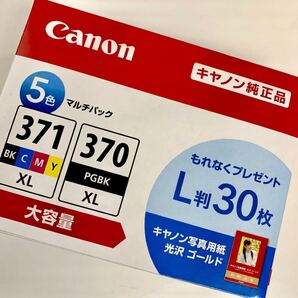 Canon
キヤノン純正品
5色
マルチパック
371
BK C M Y
XL
370
PGBK
XL
大容量
もれなくプレゼント
L判30枚
キヤノン写真用紙
光沢 ゴールド